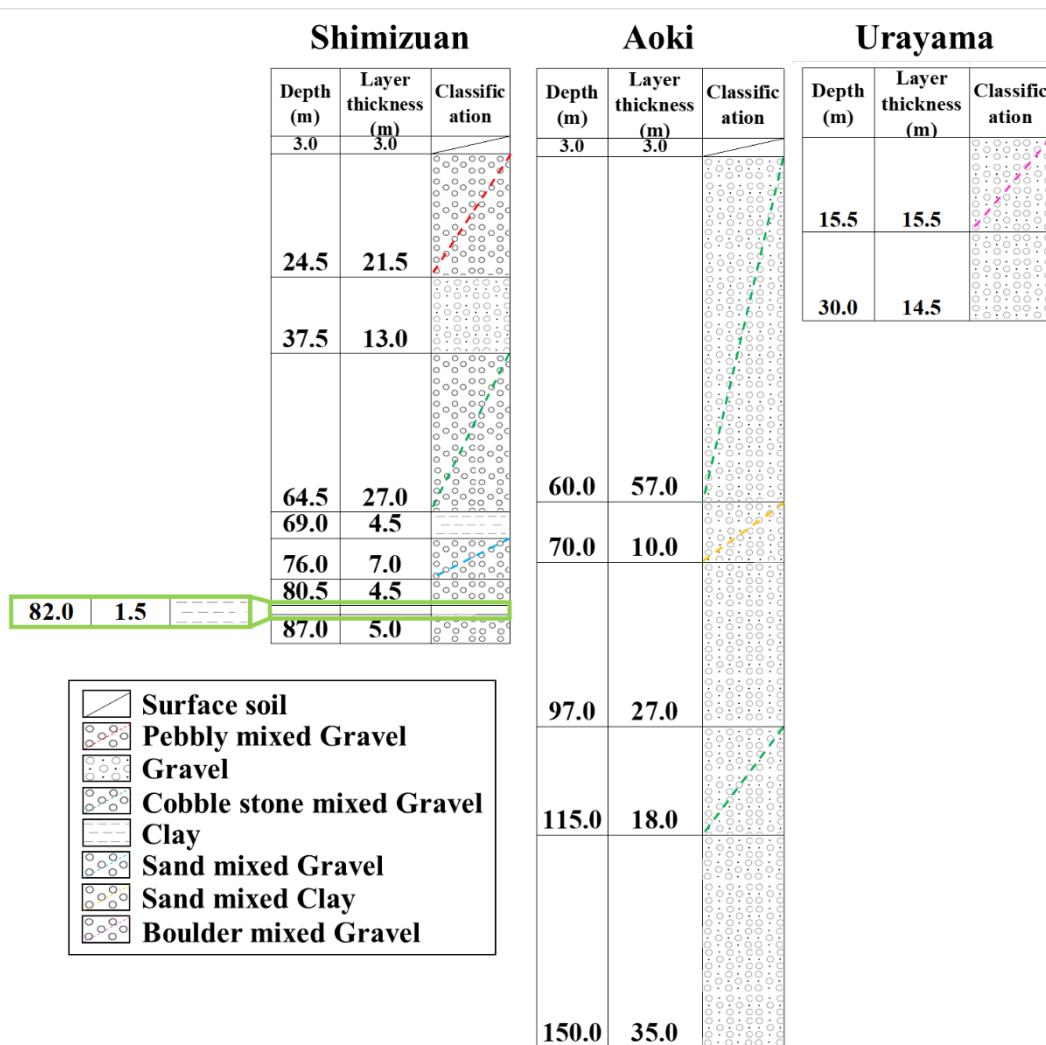 Shimizuan
Depth (m) Layer thickness (m) Classific ation
3.0 3.0
24.5 21.5
37.5 13.0
64.5 27.0
69.0 4.5
76.0 7.0
80.5 4.5
82.0 1.5
87.0 5.0
Aoki
Depth (m) Layer thickness (m) Classific ation
3.0 3.0
60.0 57.0
70.0 10.0
97.0 27.0
115.0 18.0
150.0 35.0
Urayama
Depth (m) Layer thickness (m) Classific ation
15.5 15.5
30.0 14.5
Surface soil
Pebbly mixed Gravel
Gravel
Cobble stone mixed Gravel
Clay
Sand mixed Gravel
Sand mixed Clay
Boulder mixed Gravel